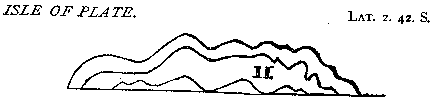 ISLE OF PLATE. LAT. 2. 42. S.
II.